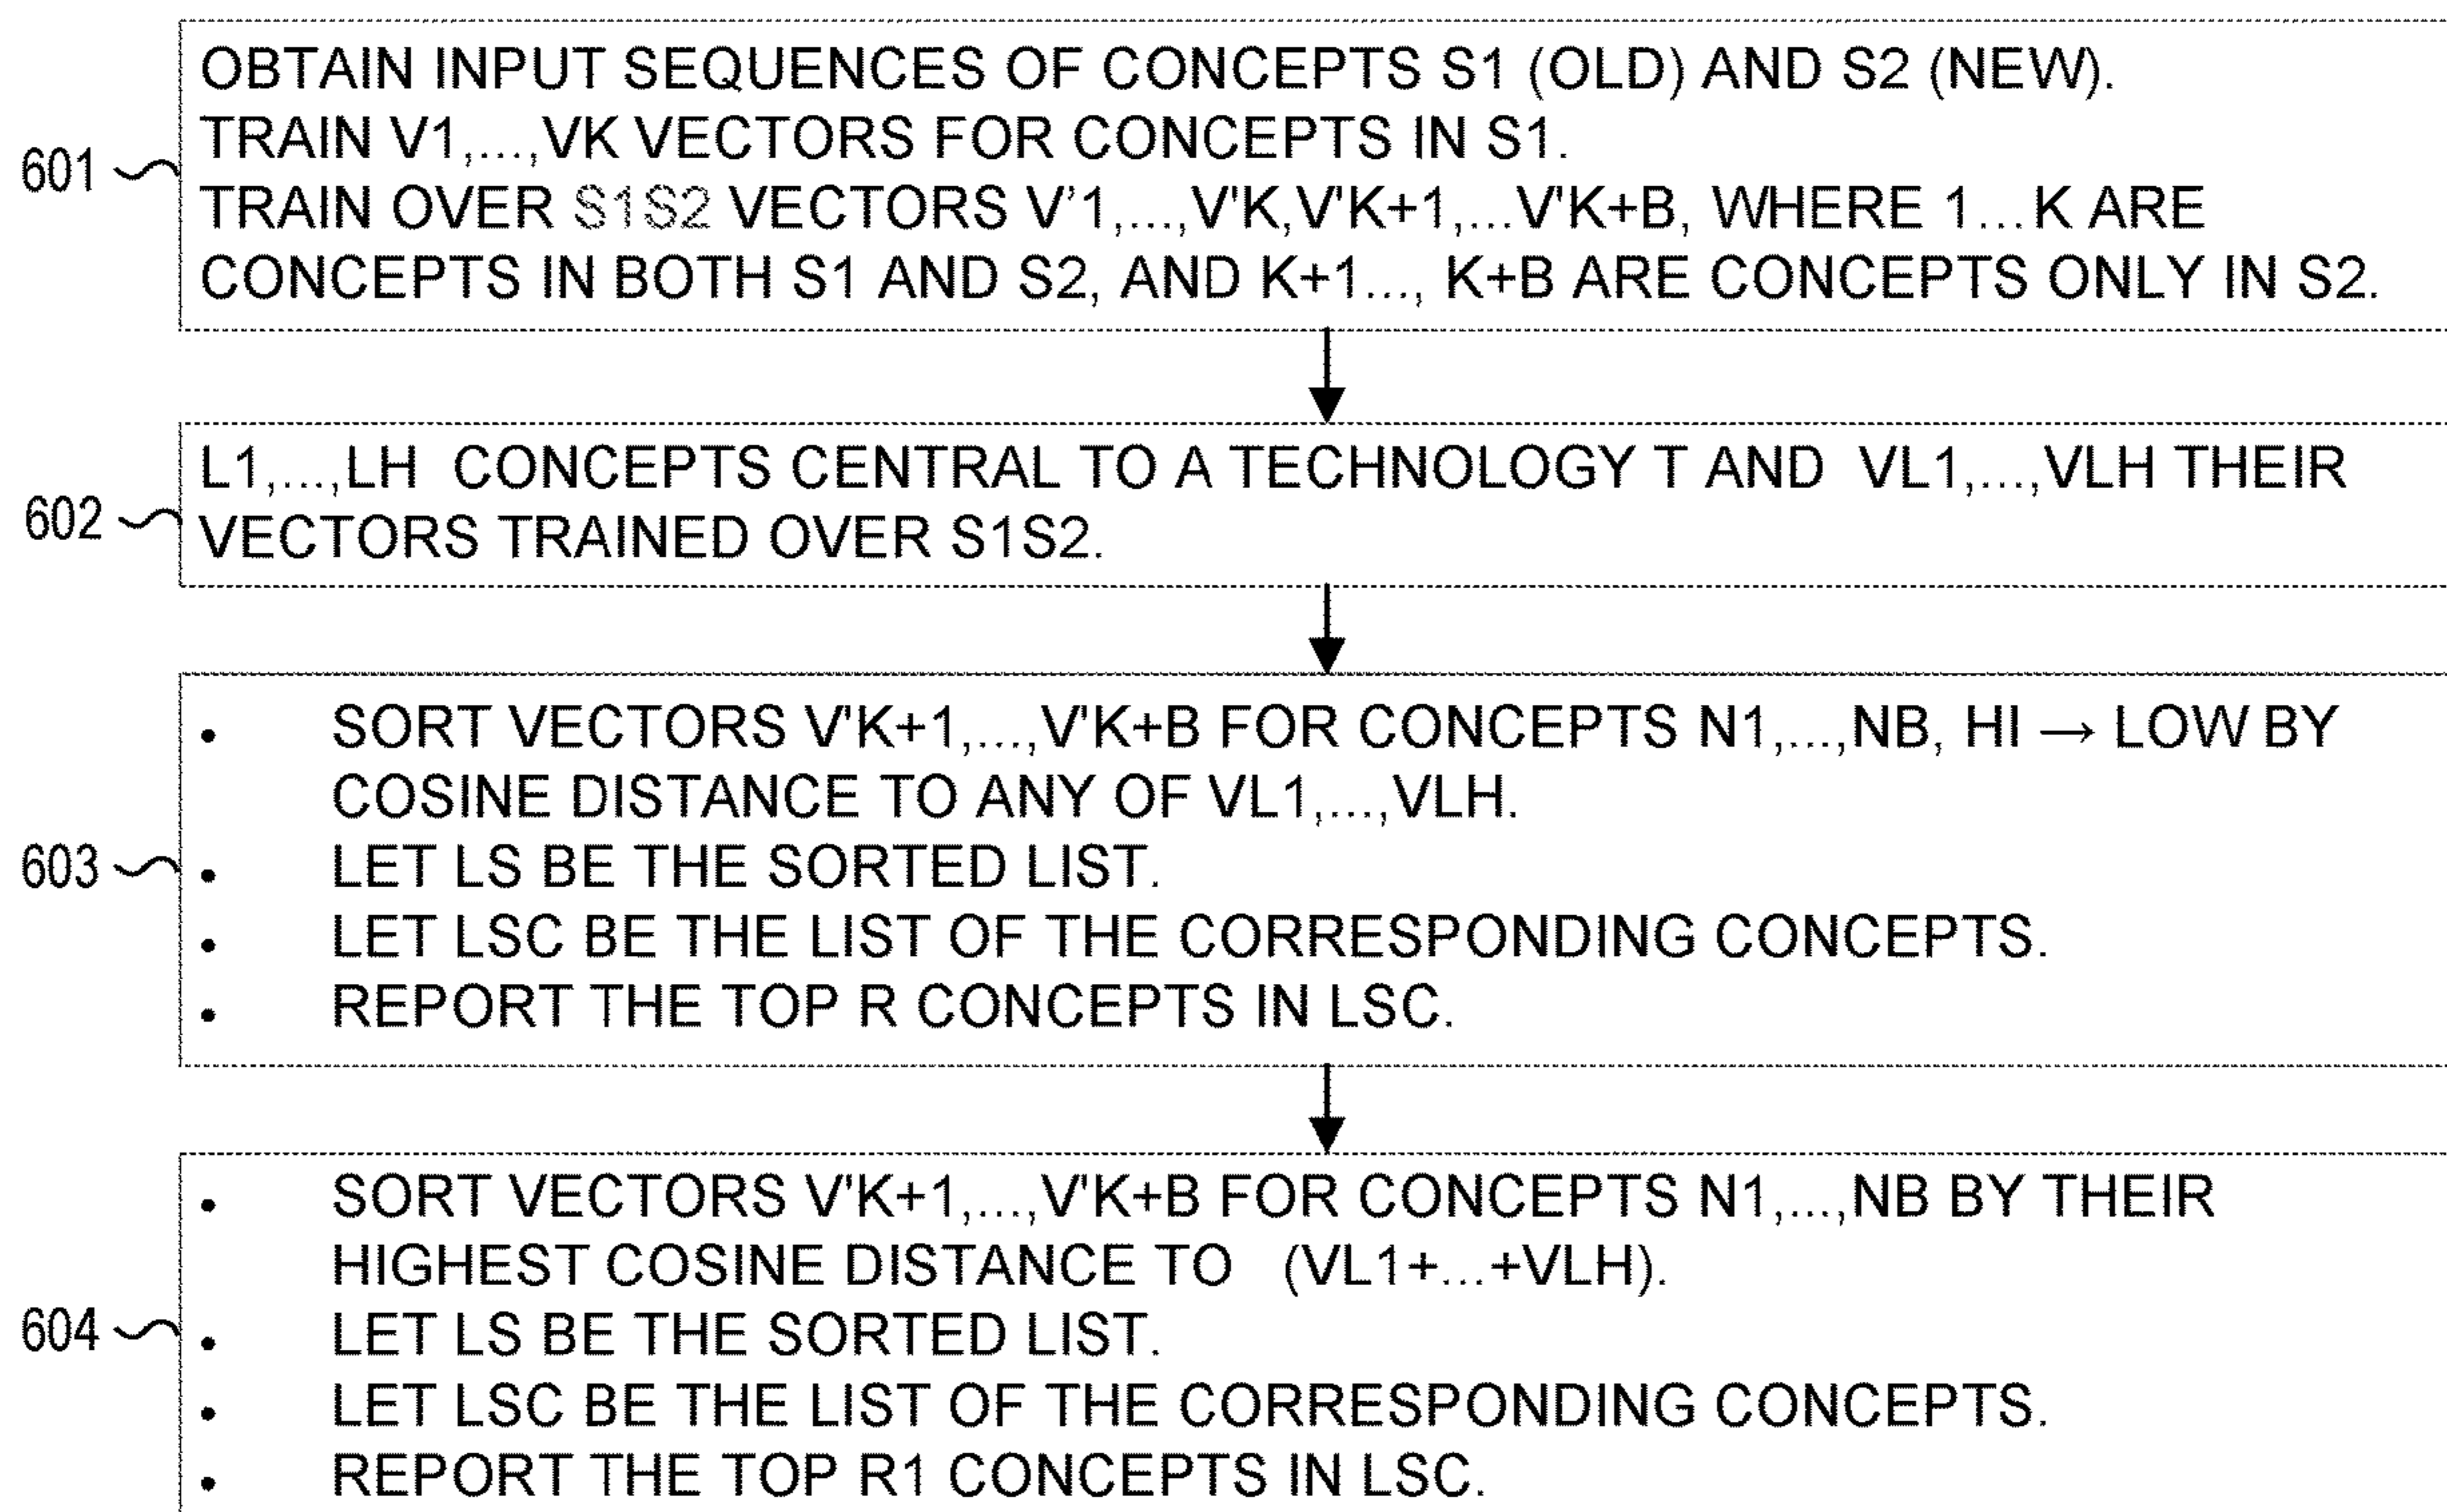 OBTAIN INPUT SEQUENCES OF CONCEPTS S1 (OLD) AND S2 (NEW).
TRAIN V1,...,VK VECTORS FOR CONCEPTS IN S1.
601
TRAIN OVER S1S2 VECTORS V'1,...,V'K,V'K+1,...V'K+B, WHERE 1...K ARE
CONCEPTS IN BOTH S1 AND S2, AND K+1..., K+B ARE CONCEPTS ONLY IN S2.
L1,...,LH CONCEPTS CENTRAL TO A TECHNOLOGY T AND VL1,...,VLH THEIR
602
VECTORS TRAINED OVER S1S2.
• SORT VECTORS V'K+1,...,V'K+B FOR CONCEPTS N1,...,NB, HI → LOW BY
COSINE DISTANCE TO ANY OF VL1,...,VLH.
603
• LET LS BE THE SORTED LIST.
• LET LSC BE THE LIST OF THE CORRESPONDING CONCEPTS.
• REPORT THE TOP R CONCEPTS IN LSC.
• SORT VECTORS V'K+1,...,V'K+B FOR CONCEPTS N1,...,NB BY THEIR
HIGHEST COSINE DISTANCE TO (VL1+...+VLH).
604
• LET LS BE THE SORTED LIST.
• LET LSC BE THE LIST OF THE CORRESPONDING CONCEPTS.
• REPORT THE TOP R1 CONCEPTS IN LSC.